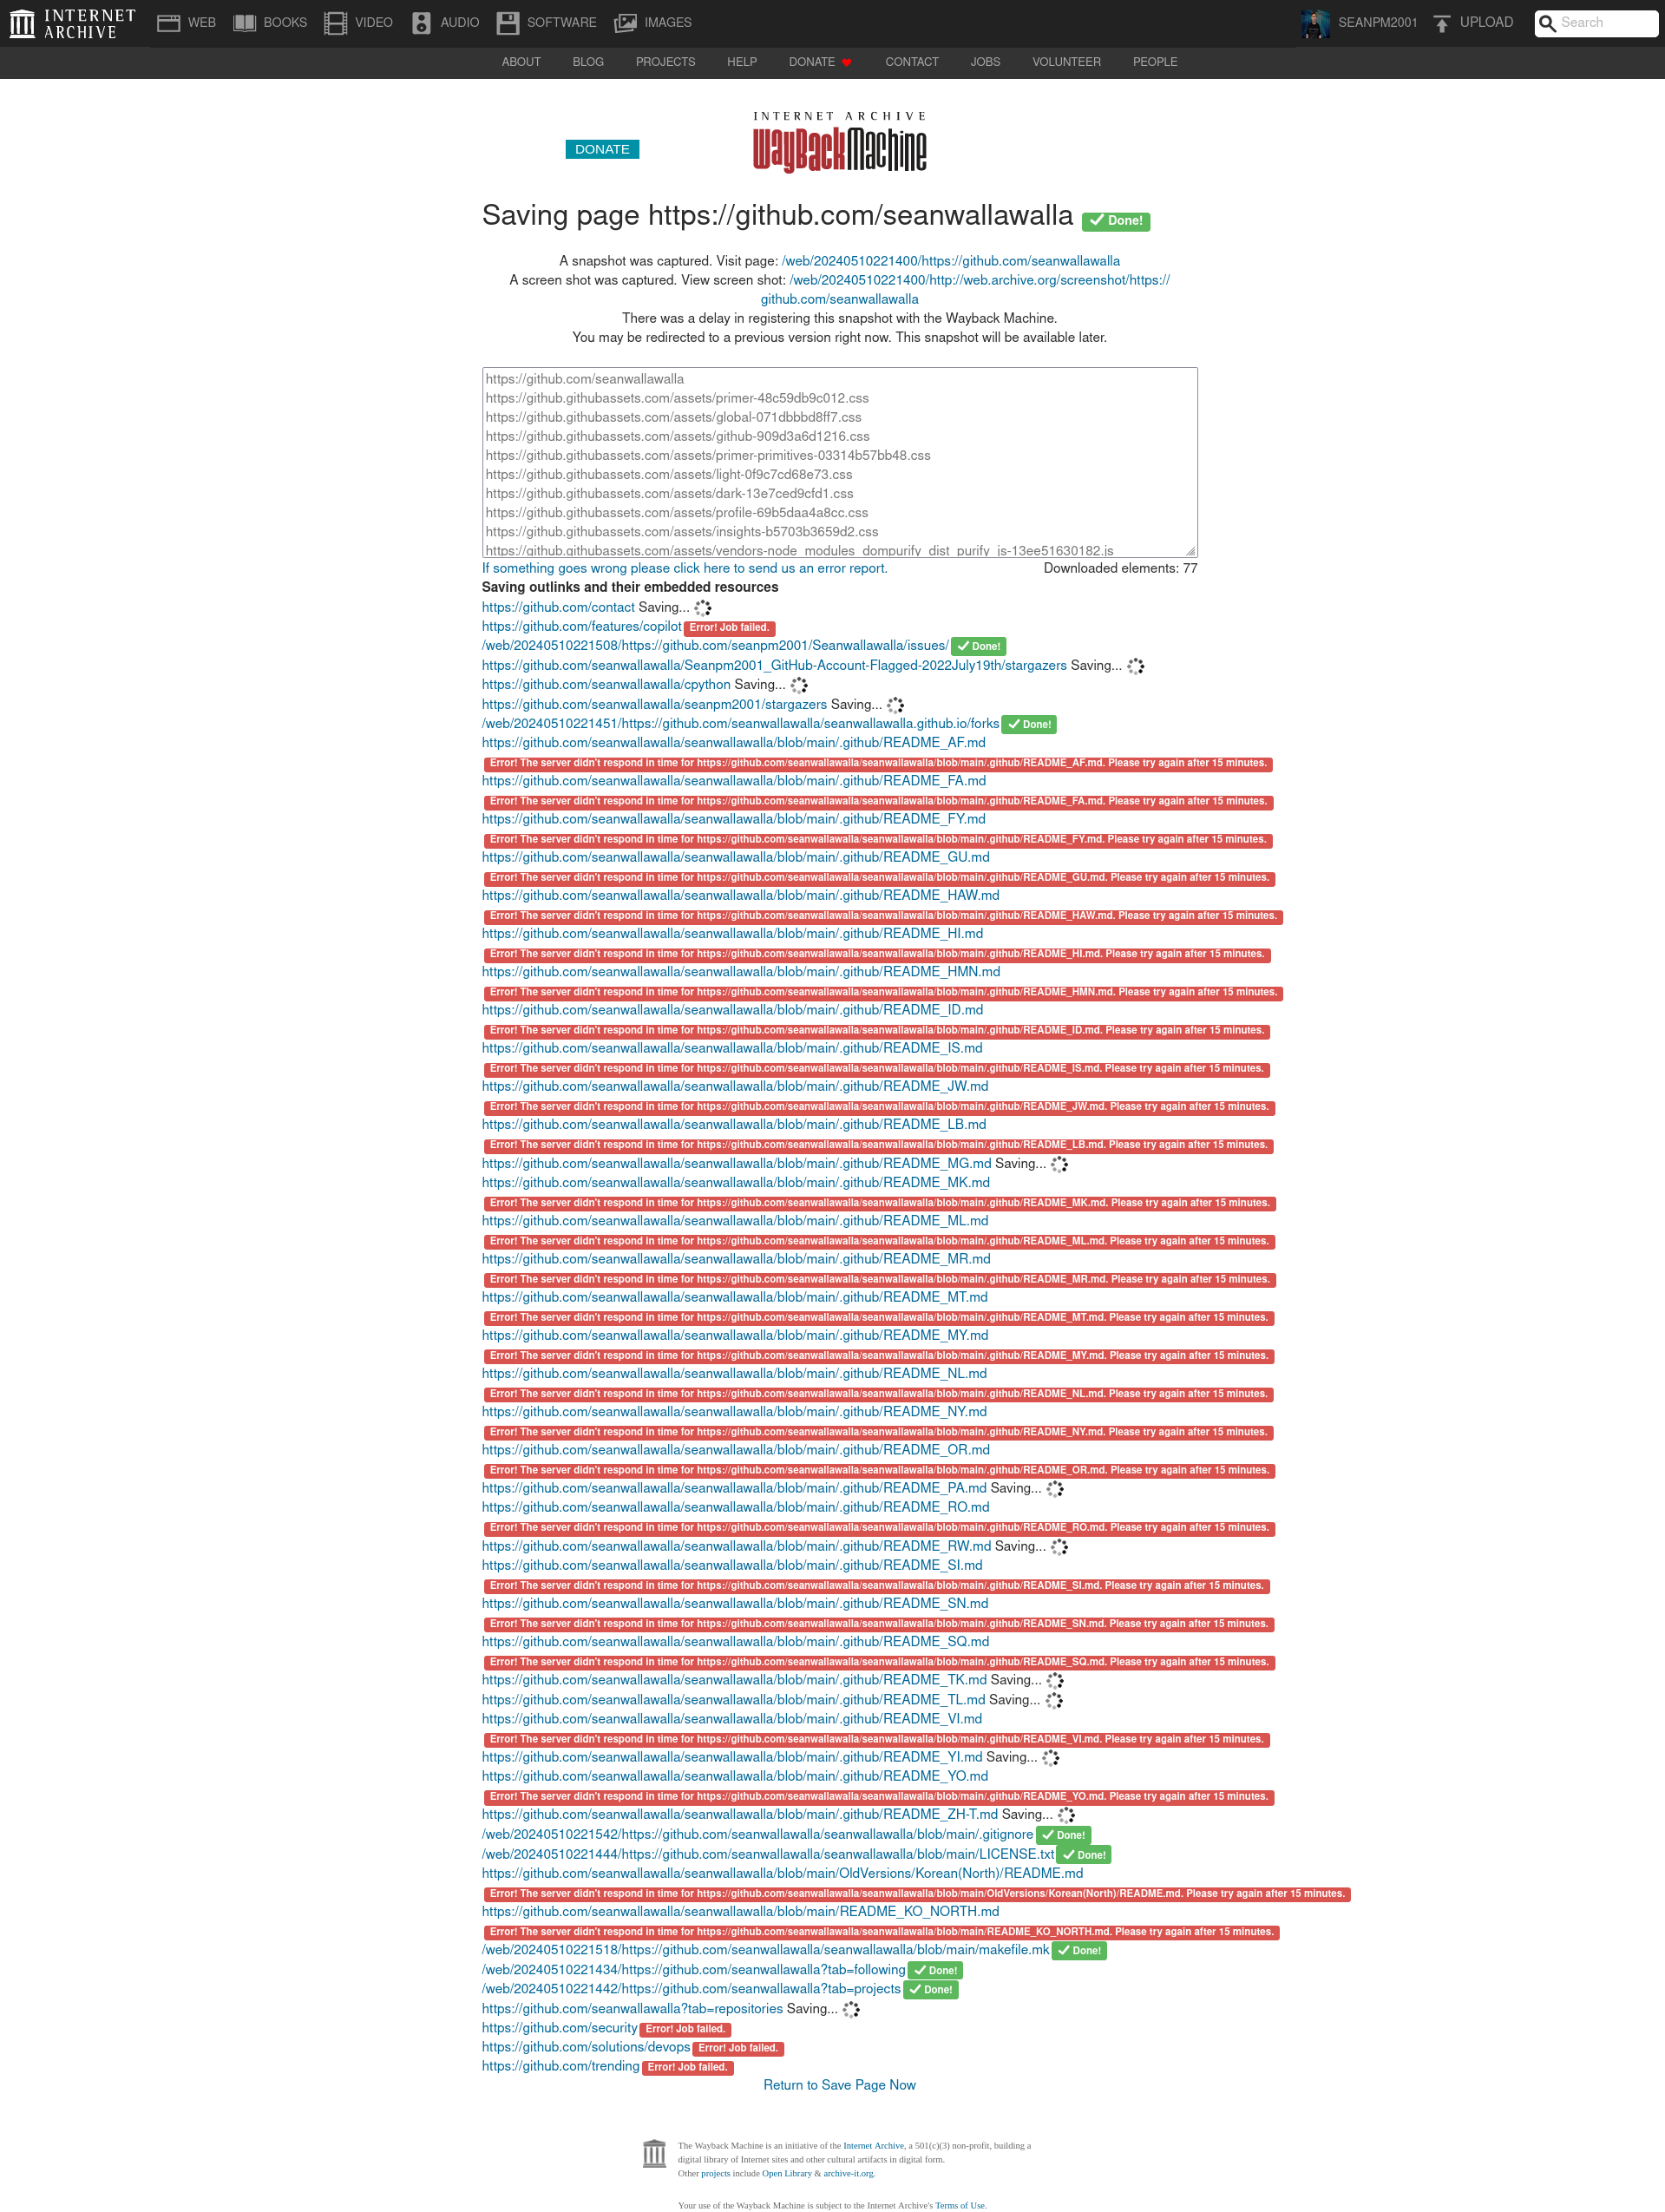 INTERNET ARCHIVE
WEB BOOKS VIDEO AUDIO SOFTWARE IMAGES SEANPM2001 UPLOAD Search
ABOUT BLOG PROJECTS HELP DONATE CONTACT JOBS VOLUNTEER PEOPLE
INTERNET ARCHIVE
DONATE
WayBackMachine
Saving page https://github.com/seanwallawalla Done!
A snapshot was captured. Visit page: /web/20240510221400/https://github.com/seanwallawalla
A screen shot was captured. View screen shot: /web/20240510221400/http://web.archive.org/screenshot/https://
github.com/seanwallawalla
There was a delay in registering this snapshot with the Wayback Machine.
You may be redirected to a previous version right now. This snapshot will be available later.
https://github.com/seanwallawalla
https://github.githubassets.com/assets/primer-48c59db9c012.css
https://github.githubassets.com/assets/global-071dbbbd8ff7.css
https://github.githubassets.com/assets/github-909d3a6d1216.css
https://github.githubassets.com/assets/primer-primitives-03314b57bb48.css
https://github.githubassets.com/assets/light-0f9c7cd68e73.css
https://github.githubassets.com/assets/dark-13e7ced9cfd1.css
https://github.githubassets.com/assets/profile-69b5daa4a8cc.css
https://github.githubassets.com/assets/insights-b5703b3659d2.css
https://github.githubassets.com/assets/vendors-node_modules_dompurify_dist_purify_js-13ee51630182.js
If something goes wrong please click here to send us an error report. Downloaded elements: 77
Saving outlinks and their embedded resources
https://github.com/contact Saving...
https://github.com/features/copilot Error! Job failed.
/web/20240510221508/https://github.com/seanpm2001/Seanwallawalla/issues/ Done!
https://github.com/seanwallawalla/Seanpm2001_GitHub-Account-Flagged-2022July19th/stargazers Saving...
https://github.com/seanwallawalla/cpython Saving...
https://github.com/seanwallawalla/seanpm2001/stargazers Saving...
/web/20240510221451/https://github.com/seanwallawalla/seanwallawalla.github.io/forks Done!
https://github.com/seanwallawalla/seanwallawalla/blob/main/.github/README_AF.md
Error! The server didn't respond in time for https://github.com/seanwallawalla/seanwallawalla/blob/main/.github/README_AF.md. Please try again after 15 minutes.
https://github.com/seanwallawalla/seanwallawalla/blob/main/.github/README_FA.md
Error! The server didn't respond in time for https://github.com/seanwallawalla/seanwallawalla/blob/main/.github/README_FA.md. Please try again after 15 minutes.
https://github.com/seanwallawalla/seanwallawalla/blob/main/.github/README_FY.md
Error! The server didn't respond in time for https://github.com/seanwallawalla/seanwallawalla/blob/main/.github/README_FY.md. Please try again after 15 minutes.
https://github.com/seanwallawalla/seanwallawalla/blob/main/.github/README_GU.md
Error! The server didn't respond in time for https://github.com/seanwallawalla/seanwallawalla/blob/main/.github/README_GU.md. Please try again after 15 minutes.
https://github.com/seanwallawalla/seanwallawalla/blob/main/.github/README_HAW.md
Error! The server didn't respond in time for https://github.com/seanwallawalla/seanwallawalla/blob/main/.github/README_HAW.md. Please try again after 15 minutes.
https://github.com/seanwallawalla/seanwallawalla/blob/main/.github/README_HI.md
Error! The server didn't respond in time for https://github.com/seanwallawalla/seanwallawalla/blob/main/.github/README_HI.md. Please try again after 15 minutes.
https://github.com/seanwallawalla/seanwallawalla/blob/main/.github/README_HMN.md
Error! The server didn't respond in time for https://github.com/seanwallawalla/seanwallawalla/blob/main/.github/README_HMN.md. Please try again after 15 minutes.
https://github.com/seanwallawalla/seanwallawalla/blob/main/.github/README_ID.md
Error! The server didn't respond in time for https://github.com/seanwallawalla/seanwallawalla/blob/main/.github/README_ID.md. Please try again after 15 minutes.
https://github.com/seanwallawalla/seanwallawalla/blob/main/.github/README_IS.md
Error! The server didn't respond in time for https://github.com/seanwallawalla/seanwallawalla/blob/main/.github/README_IS.md. Please try again after 15 minutes.
https://github.com/seanwallawalla/seanwallawalla/blob/main/.github/README_JW.md
Error! The server didn't respond in time for https://github.com/seanwallawalla/seanwallawalla/blob/main/.github/README_JW.md. Please try again after 15 minutes.
https://github.com/seanwallawalla/seanwallawalla/blob/main/.github/README_LB.md
Error! The server didn't respond in time for https://github.com/seanwallawalla/seanwallawalla/blob/main/.github/README_LB.md. Please try again after 15 minutes.
https://github.com/seanwallawalla/seanwallawalla/blob/main/.github/README_MG.md Saving...
https://github.com/seanwallawalla/seanwallawalla/blob/main/.github/README_MK.md
Error! The server didn't respond in time for https://github.com/seanwallawalla/seanwallawalla/blob/main/.github/README_MK.md. Please try again after 15 minutes.
https://github.com/seanwallawalla/seanwallawalla/blob/main/.github/README_ML.md
Error! The server didn't respond in time for https://github.com/seanwallawalla/seanwallawalla/blob/main/.github/README_ML.md. Please try again after 15 minutes.
https://github.com/seanwallawalla/seanwallawalla/blob/main/.github/README_MR.md
Error! The server didn't respond in time for https://github.com/seanwallawalla/seanwallawalla/blob/main/.github/README_MR.md. Please try again after 15 minutes.
https://github.com/seanwallawalla/seanwallawalla/blob/main/.github/README_MT.md
Error! The server didn't respond in time for https://github.com/seanwallawalla/seanwallawalla/blob/main/.github/README_MT.md. Please try again after 15 minutes.
https://github.com/seanwallawalla/seanwallawalla/blob/main/.github/README_MY.md
Error! The server didn't respond in time for https://github.com/seanwallawalla/seanwallawalla/blob/main/.github/README_MY.md. Please try again after 15 minutes.
https://github.com/seanwallawalla/seanwallawalla/blob/main/.github/README_NL.md
Error! The server didn't respond in time for https://github.com/seanwallawalla/seanwallawalla/blob/main/.github/README_NL.md. Please try again after 15 minutes.
https://github.com/seanwallawalla/seanwallawalla/blob/main/.github/README_NY.md
Error! The server didn't respond in time for https://github.com/seanwallawalla/seanwallawalla/blob/main/.github/README_NY.md. Please try again after 15 minutes.
https://github.com/seanwallawalla/seanwallawalla/blob/main/.github/README_OR.md
Error! The server didn't respond in time for https://github.com/seanwallawalla/seanwallawalla/blob/main/.github/README_OR.md. Please try again after 15 minutes.
https://github.com/seanwallawalla/seanwallawalla/blob/main/.github/README_PA.md Saving...
https://github.com/seanwallawalla/seanwallawalla/blob/main/.github/README_RO.md
Error! The server didn't respond in time for https://github.com/seanwallawalla/seanwallawalla/blob/main/.github/README_RO.md. Please try again after 15 minutes.
https://github.com/seanwallawalla/seanwallawalla/blob/main/.github/README_RW.md Saving...
https://github.com/seanwallawalla/seanwallawalla/blob/main/.github/README_SI.md
Error! The server didn't respond in time for https://github.com/seanwallawalla/seanwallawalla/blob/main/.github/README_SI.md. Please try again after 15 minutes.
https://github.com/seanwallawalla/seanwallawalla/blob/main/.github/README_SN.md
Error! The server didn't respond in time for https://github.com/seanwallawalla/seanwallawalla/blob/main/.github/README_SN.md. Please try again after 15 minutes.
https://github.com/seanwallawalla/seanwallawalla/blob/main/.github/README_SQ.md
Error! The server didn't respond in time for https://github.com/seanwallawalla/seanwallawalla/blob/main/.github/README_SQ.md. Please try again after 15 minutes.
https://github.com/seanwallawalla/seanwallawalla/blob/main/.github/README_TK.md Saving...
https://github.com/seanwallawalla/seanwallawalla/blob/main/.github/README_TL.md Saving...
https://github.com/seanwallawalla/seanwallawalla/blob/main/.github/README_VI.md
Error! The server didn't respond in time for https://github.com/seanwallawalla/seanwallawalla/blob/main/.github/README_VI.md. Please try again after 15 minutes.
https://github.com/seanwallawalla/seanwallawalla/blob/main/.github/README_YI.md Saving...
https://github.com/seanwallawalla/seanwallawalla/blob/main/.github/README_YO.md
Error! The server didn't respond in time for https://github.com/seanwallawalla/seanwallawalla/blob/main/.github/README_YO.md. Please try again after 15 minutes.
https://github.com/seanwallawalla/seanwallawalla/blob/main/.github/README_ZH-T.md Saving...
/web/20240510221542/https://github.com/seanwallawalla/seanwallawalla/blob/main/.gitignore Done!
/web/20240510221444/https://github.com/seanwallawalla/seanwallawalla/blob/main/LICENSE.txt Done!
https://github.com/seanwallawalla/seanwallawalla/blob/main/OldVersions/Korean(North)/README.md
Error! The server didn't respond in time for https://github.com/seanwallawalla/seanwallawalla/blob/main/OldVersions/Korean(North)/README.md. Please try again after 15 minutes.
https://github.com/seanwallawalla/seanwallawalla/blob/main/README_KO_NORTH.md
Error! The server didn't respond in time for https://github.com/seanwallawalla/seanwallawalla/blob/main/README_KO_NORTH.md. Please try again after 15 minutes.
/web/20240510221518/https://github.com/seanwallawalla/seanwallawalla/blob/main/makefile.mk Done!
/web/20240510221434/https://github.com/seanwallawalla?tab=following Done!
/web/20240510221442/https://github.com/seanwallawalla?tab=projects Done!
https://github.com/seanwallawalla?tab=repositories Saving...
https://github.com/security Error! Job failed.
https://github.com/solutions/devops Error! Job failed.
https://github.com/trending Error! Job failed.
Return to Save Page Now
The Wayback Machine is an initiative of the Internet Archive, a 501(c)(3) non-profit, building a
digital library of Internet sites and other cultural artifacts in digital form.
Other projects include Open Library & archive-it.org.
Your use of the Wayback Machine is subject to the Internet Archive's Terms of Use.